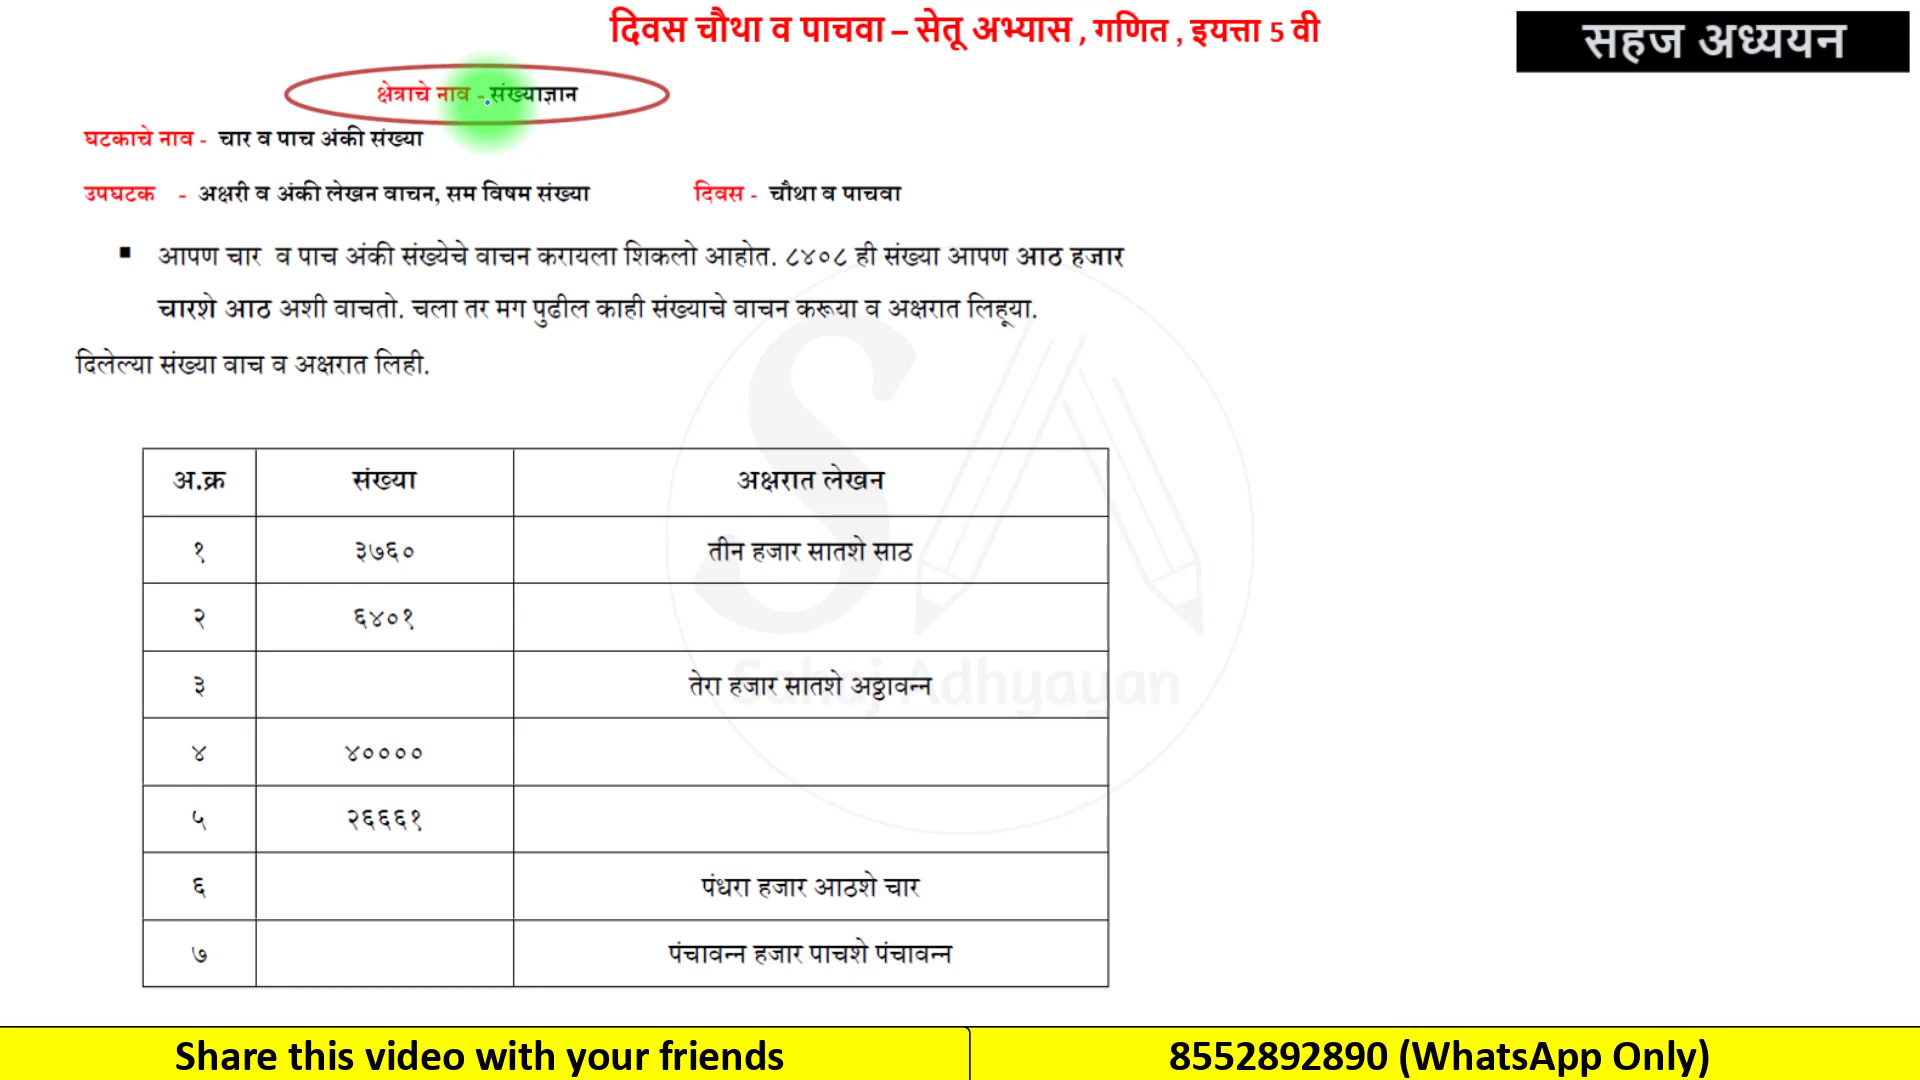 दिवस चौथा व पाचवा – सेतू अभ्यास , गणित , इयत्ता 5 वी
सहज अध्ययन
क्षेत्राचे नाव - संख्याज्ञान
घटकाचे नाव - चार व पाच अंकी संख्या
उपघटक - अक्षरी व अंकी लेखन वाचन, सम विषम संख्या दिवस - चौथा व पाचवा
▪ आपण चार व पाच अंकी संख्येचे वाचन करायला शिकलो आहोत. ८४०८ ही संख्या आपण आठ हजार
चारशे आठ अशी वाचतो. चला तर मग पुढील काही संख्याचे वाचन करूया व अक्षरात लिहूया.
दिलेल्या संख्या वाच व अक्षरात लिही.
अ.क्र संख्या अक्षरात लेखन
१ ३७६० तीन हजार सातशे साठ
२ ६४०१
३ तेरा हजार सातशे अठ्ठावन्न
४ ४००००
५ २६६६१
६ पंधरा हजार आठशे चार
७ पंचावन्न हजार पाचशे पंचावन्न
SA
Sahaj Adhyayan
Share this video with your friends
8552892890 (WhatsApp Only)